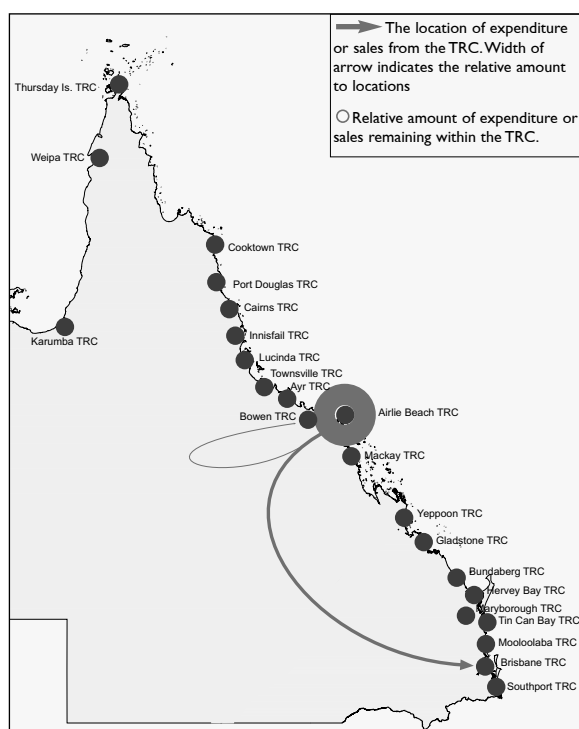 The location of expenditure
or sales from the TRC. Width of
arrow indicates the relative amount
to locations
Relative amount of expenditure or
sales remaining within the TRC.
Thursday Is. TRC
Weipa TRC
Cooktown TRC
Port Douglas TRC
Cairns TRC
Karumba TRC
Innisfail TRC
Lucinda TRC
Townsville TRC
Ayr TRC
Bowen TRC
Airlie Beach TRC
Mackay TRC
Yeppoon TRC
Gladstone TRC
Bundaberg TRC
Hervey Bay TRC
Maryborough TRC
Tin Can Bay TRC
Mooloolaba TRC
Brisbane TRC
Southport TRC